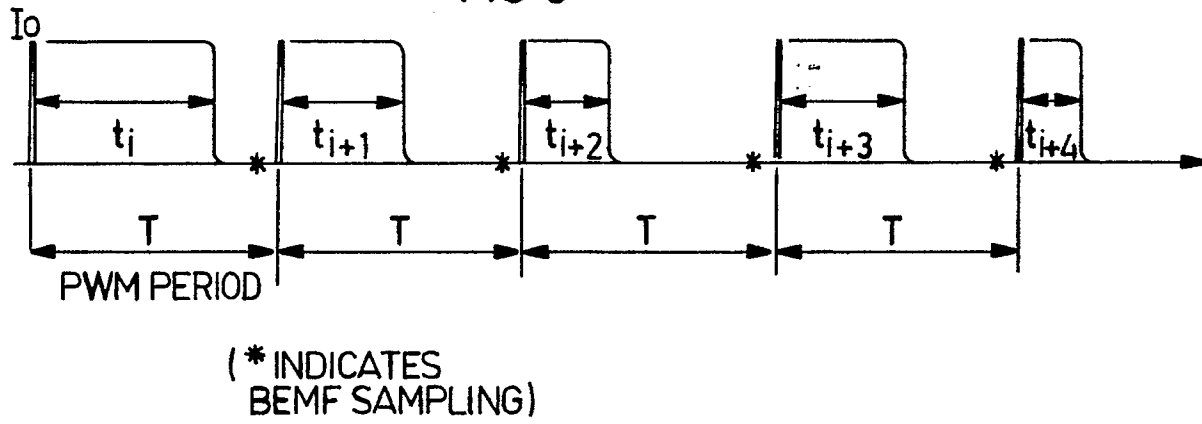 Io
ti ti+1 ti+2 ti+3 ti+4
* * * *
T T T T
PWM PERIOD
(* INDICATES
BEMF SAMPLING)